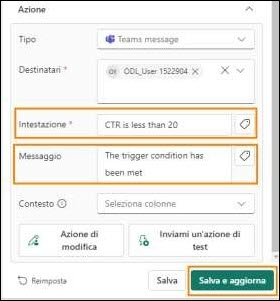 Azione
Tipo
Teams message
Destinatari *
OS ODL_User 1522904
Intestazione *
CTR is less than 20
Messaggio
The trigger condition has
been met
Contesto
Seleziona colonne
Azione di
modifica
Inviami un'azione di
test
Reimposta
Salva
Salva e aggiorna